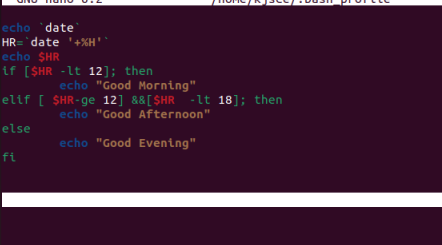 GNU nano 6.2 /home/kjsce/.bash_profile
echo `date`
HR=`date '+%H'`
echo $HR
if [$HR -lt 12]; then
echo "Good Morning"
elif [ $HR-ge 12] &&[$HR  -lt 18]; then
echo "Good Afternoon"
else
echo "Good Evening"
fi